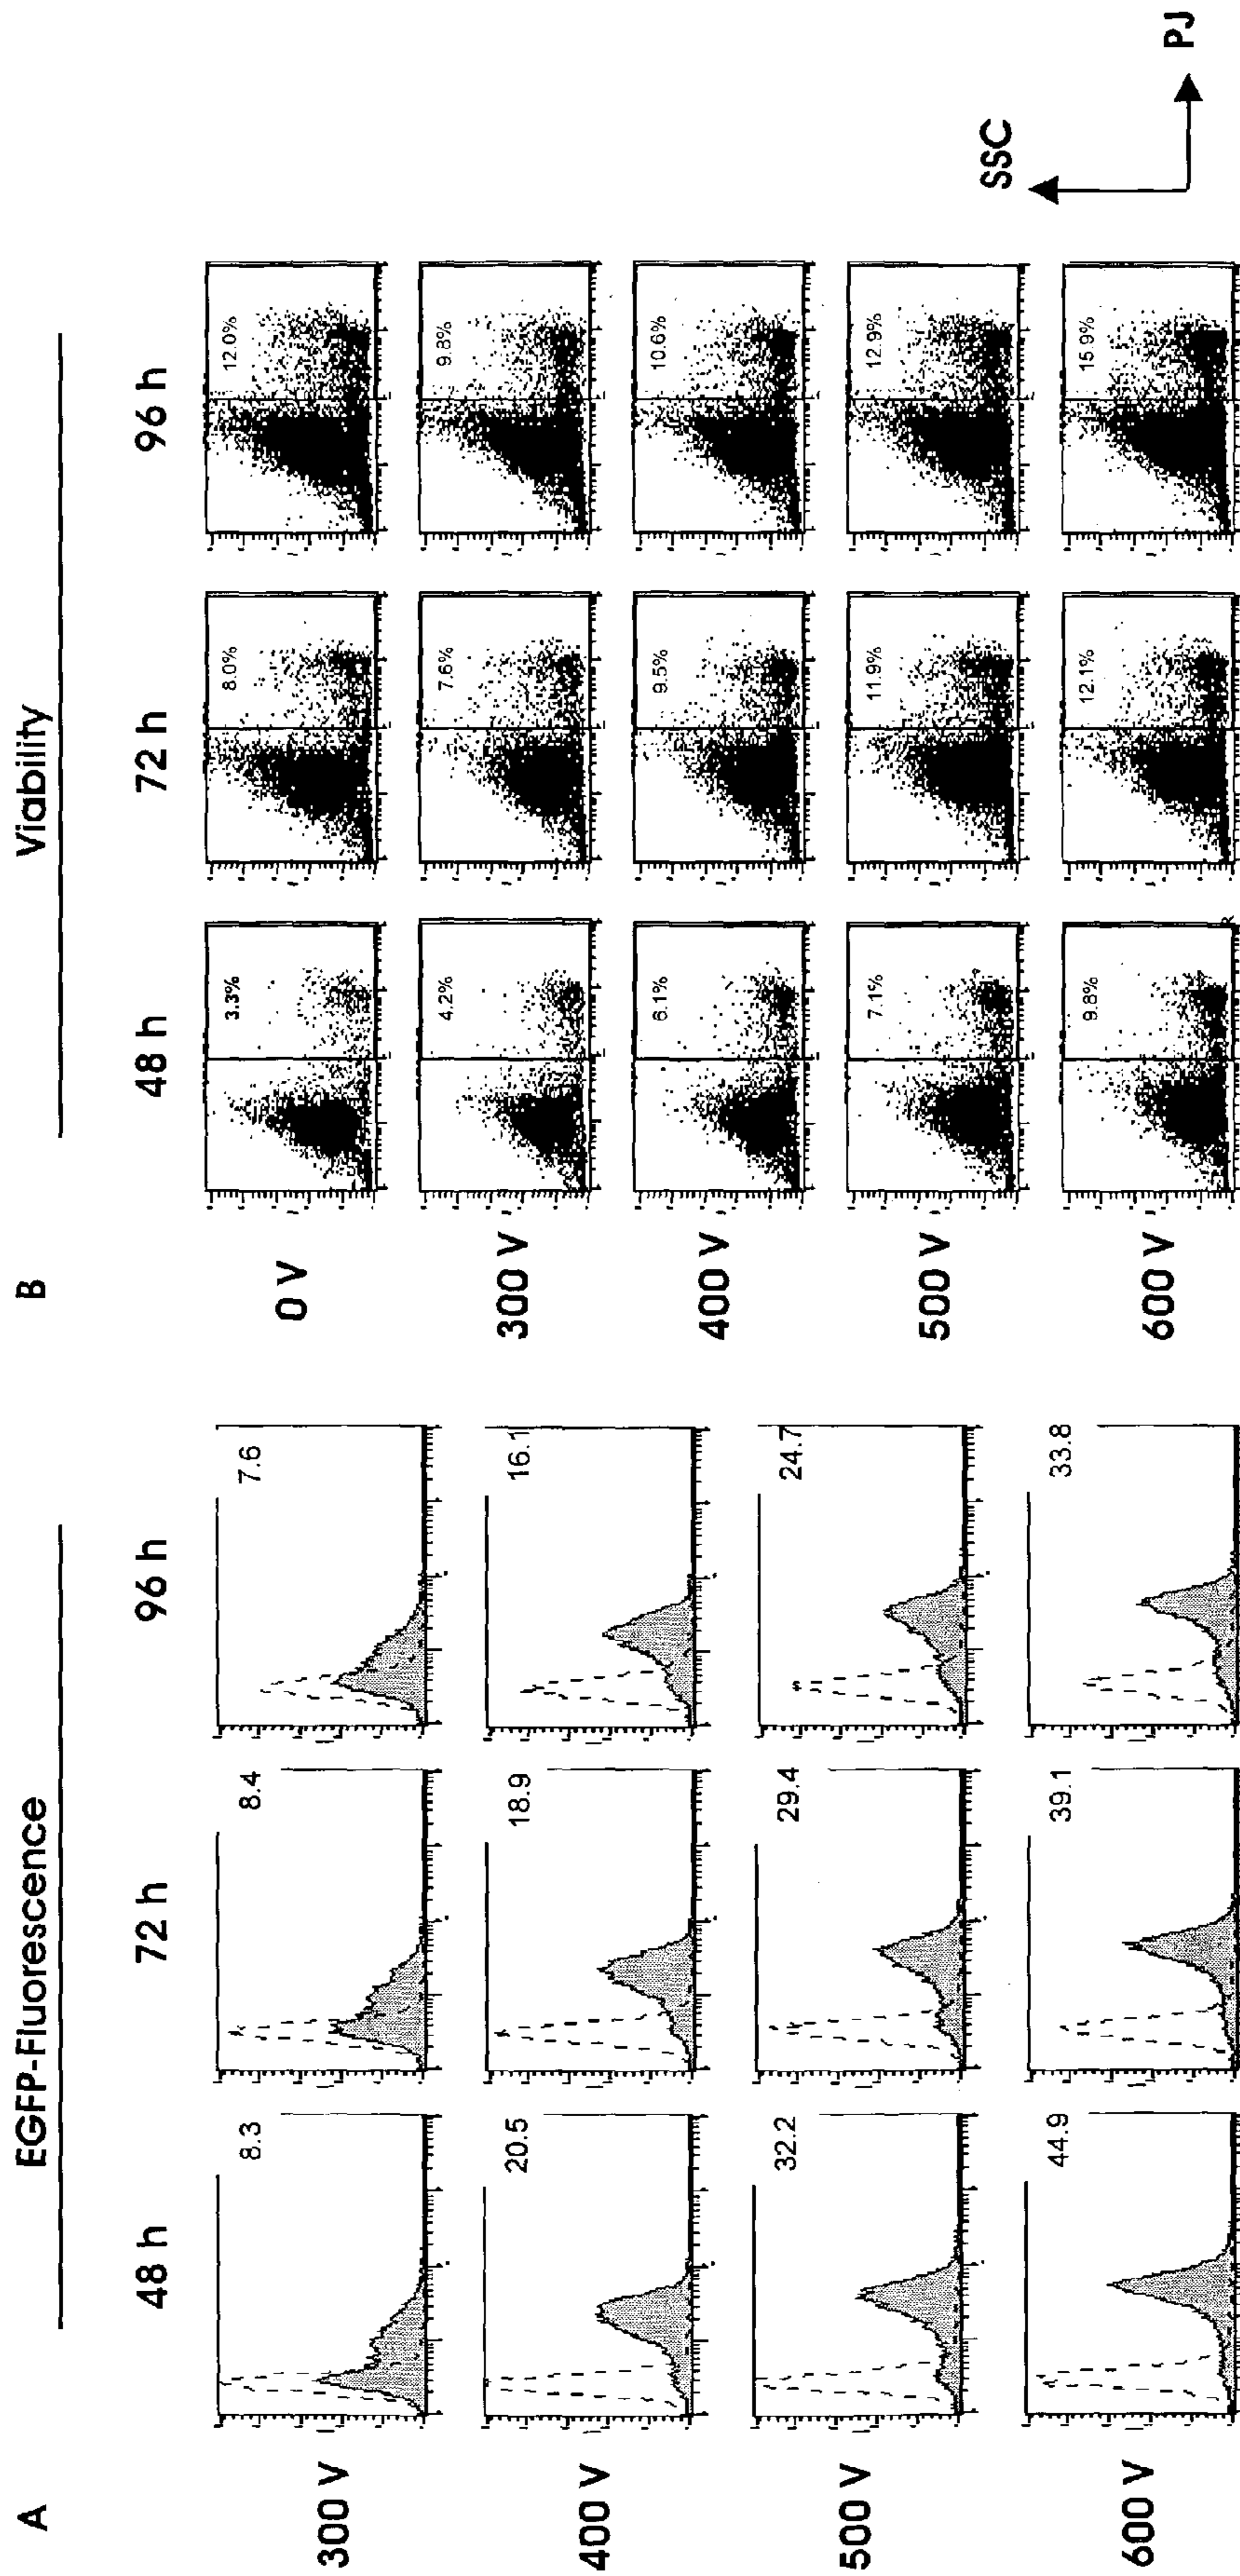 A
EGFP-Fluorescence
48 h 72 h 96 h
300 V 8.3 8.4 7.6
400 V 20.5 18.9 16.1
500 V 32.2 29.4 24.7
600 V 44.9 39.1 33.8
B
Viability
48 h 72 h 96 h
0 V 3.3% 8.0% 12.0%
300 V 4.2% 7.6% 9.8%
400 V 6.1% 9.5% 10.6%
500 V 7.1% 11.9% 12.9%
600 V 9.8% 12.1% 15.9%
SSC
PJ